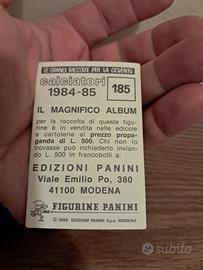 LE GRANDI RACCOLTE PER LA GIOVENTÙ
calciatori
1984-85
185
IL MAGNIFICO ALBUM
per la raccolta di queste figu-
rine è in vendita nelle edicole
e cartolerie al prezzo propa-
ganda di L. 500. Chi non lo
trovasse può richiederlo invian-
do L. 500 in francobolli a:
EDIZIONI PANINI
Viale Emilio Po, 380
41100 MODENA
FIGURINE PANINI
© 1985 EDIZIONI PANINI S.p.A. MODENA
subito